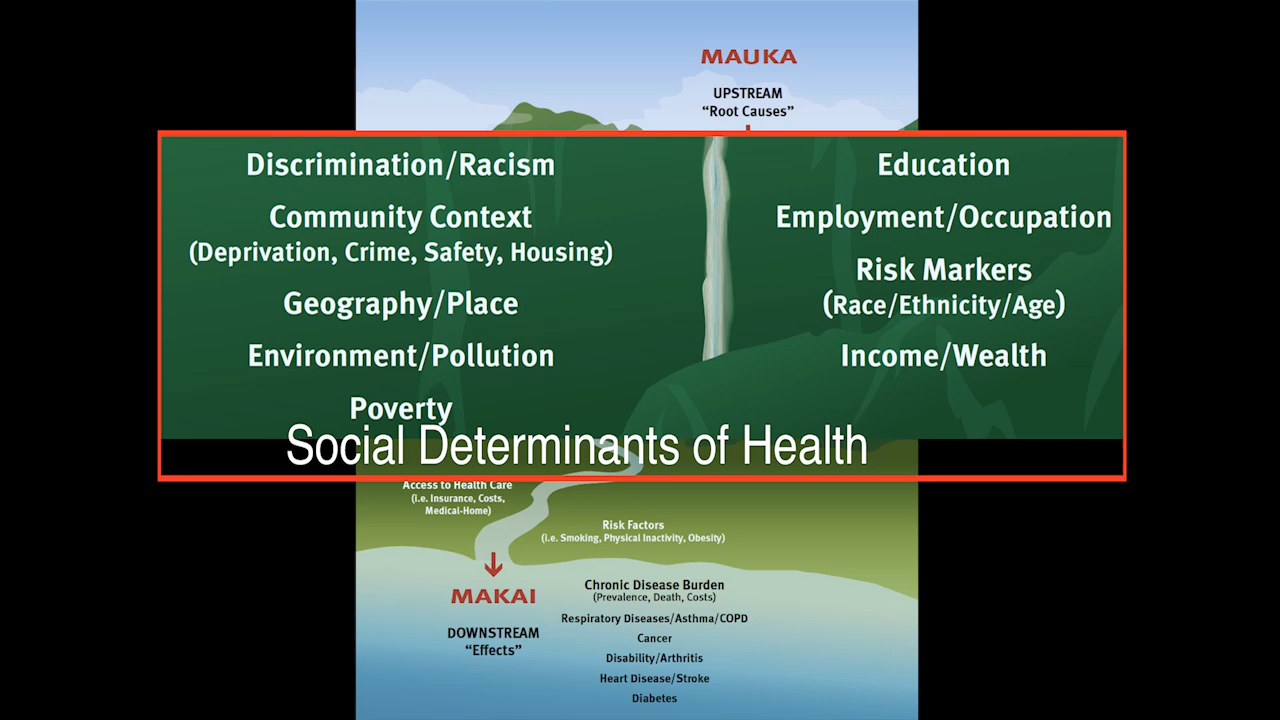 MAUKA
UPSTREAM
“Root Causes”
Discrimination/Racism
Community Context
(Deprivation, Crime, Safety, Housing)
Geography/Place
Environment/Pollution
Poverty
Education
Employment/Occupation
Risk Markers
(Race/Ethnicity/Age)
Income/Wealth
Social Determinants of Health
Access to Health Care
(i.e. Insurance, Costs,
Medical-Home)
Risk Factors
(i.e. Smoking, Physical Inactivity, Obesity)
MAKAI
DOWNSTREAM
“Effects”
Chronic Disease Burden
(Prevalence, Death, Costs)
Respiratory Diseases/Asthma/COPD
Cancer
Disability/Arthritis
Heart Disease/Stroke
Diabetes